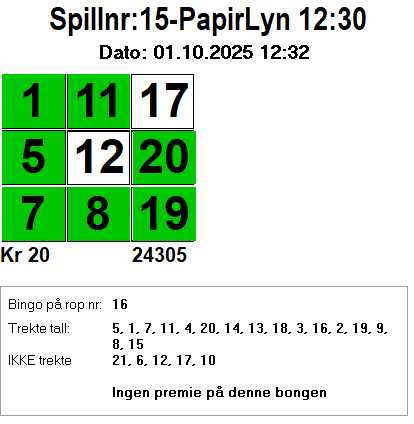 Spillnr:15-PapirLyn 12:30
Dato: 01.10.2025 12:32
1 11 17
5 12 20
7 8 19
Kr 20 24305
Bingo på rop nr: 16
Trekte tall: 5, 1, 7, 11, 4, 20, 14, 13, 18, 3, 16, 2, 19, 9,
8, 15
IKKE trekte 21, 6, 12, 17, 10
Ingen premie på denne bongen